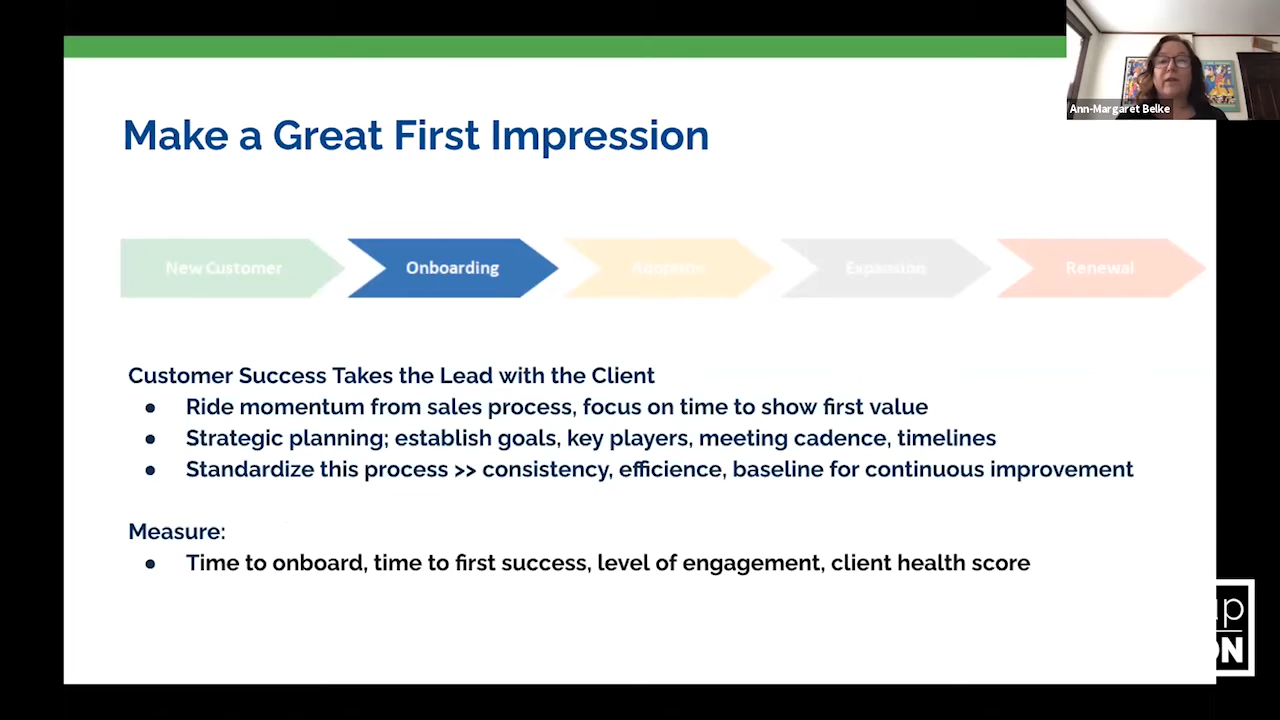 Make a Great First Impression
Ann-Margaret Belke
New Customer
Onboarding
Adoption
Expansion
Renewal
Customer Success Takes the Lead with the Client
● Ride momentum from sales process, focus on time to show first value
● Strategic planning; establish goals, key players, meeting cadence, timelines
● Standardize this process >> consistency, efficience, baseline for continuous improvement
Measure:
● Time to onboard, time to first success, level of engagement, client health score
up
ON